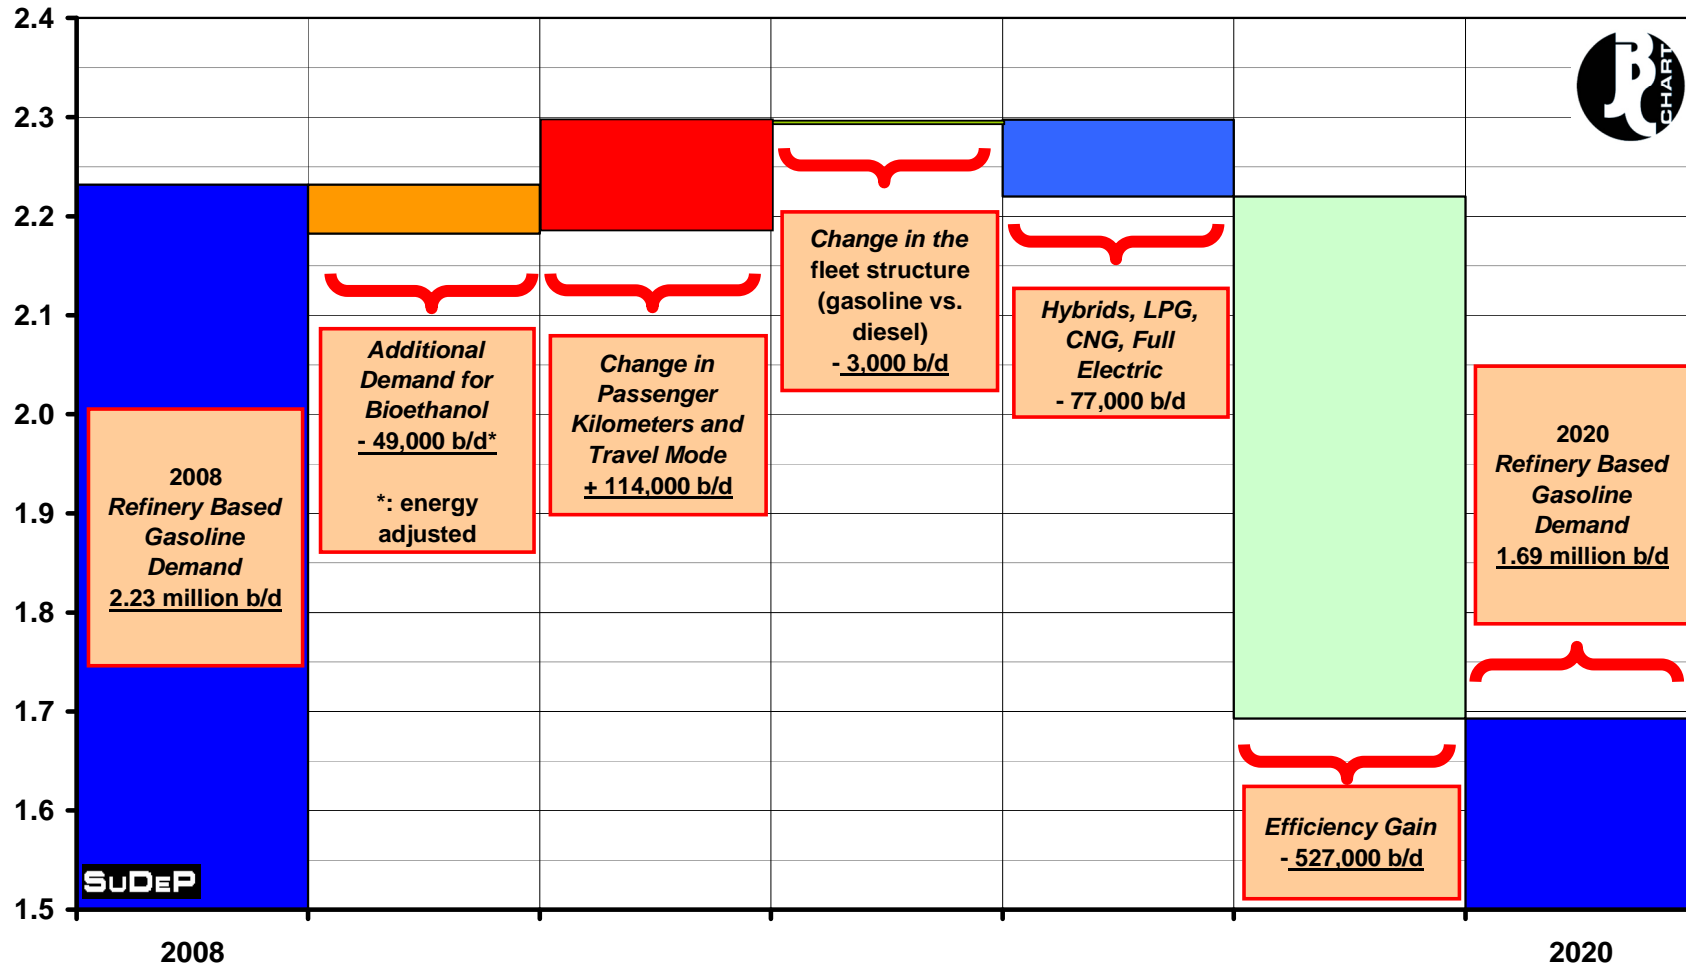 2.4
2.3
2.2
2.1
2.0
1.9
1.8
1.7
1.6
1.5
2008
Refinery Based
Gasoline
Demand
2.23 million b/d
Additional
Demand for
Bioethanol
- 49,000 b/d*
*: energy
adjusted
Change in
Passenger
Kilometers and
Travel Mode
+ 114,000 b/d
Change in the
fleet structure
(gasoline vs.
diesel)
- 3,000 b/d
Hybrids, LPG,
CNG, Full
Electric
- 77,000 b/d
Efficiency Gain
- 527,000 b/d
2020
Refinery Based
Gasoline
Demand
1.69 million b/d
JBC
CHART
SUDEP
2008
2020